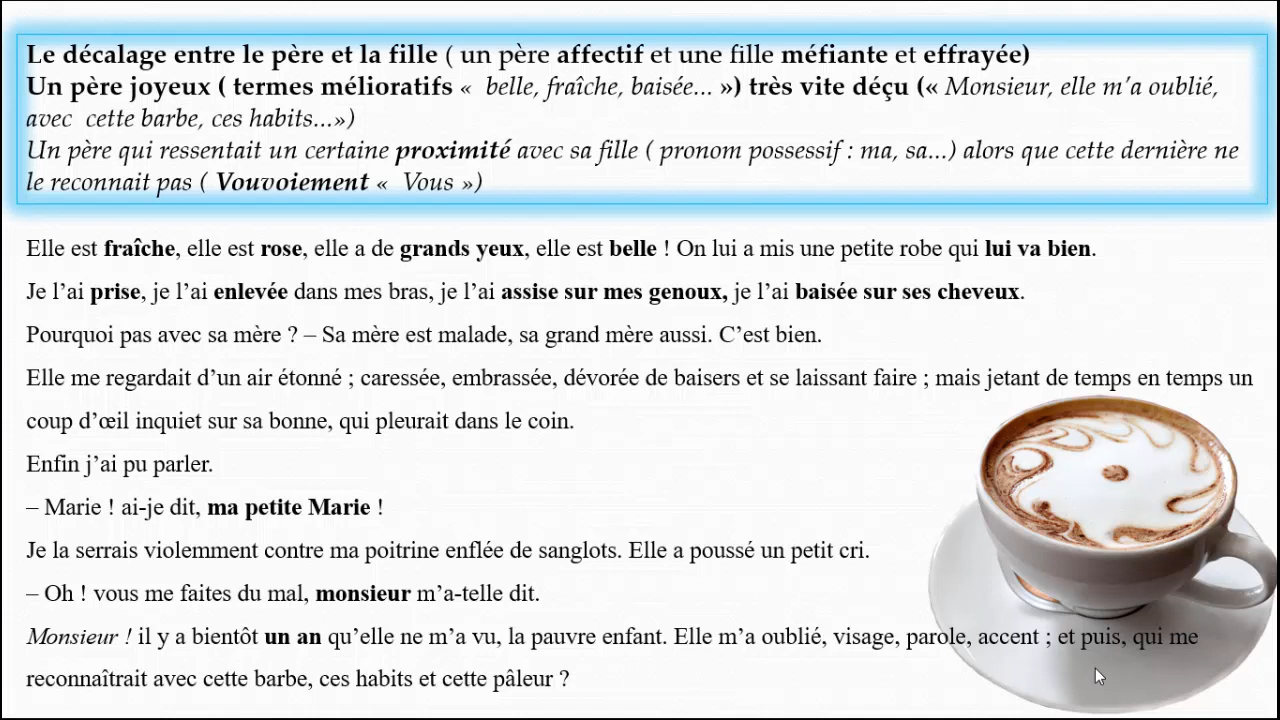 Le décalage entre le père et la fille ( un père affectif et une fille méfiante et effrayée)
Un père joyeux ( termes mélioratifs «  belle, fraîche, baisée... ») très vite déçu (« Monsieur, elle m’a oublié,
avec  cette barbe, ces habits...»)
Un père qui ressentait un certaine proximité avec sa fille ( pronom possessif : ma, sa...) alors que cette dernière ne
le reconnait pas ( Vouvoiement «  Vous »)
Elle est fraîche, elle est rose, elle a de grands yeux, elle est belle ! On lui a mis une petite robe qui lui va bien.
Je l’ai prise, je l’ai enlevée dans mes bras, je l’ai assise sur mes genoux, je l’ai baisée sur ses cheveux.
Pourquoi pas avec sa mère ? – Sa mère est malade, sa grand mère aussi. C’est bien.
Elle me regardait d’un air étonné ; caressée, embrassée, dévorée de baisers et se laissant faire ; mais jetant de temps en temps un
coup d’œil inquiet sur sa bonne, qui pleurait dans le coin.
Enfin j’ai pu parler.
– Marie ! ai-je dit, ma petite Marie !
Je la serrais violemment contre ma poitrine enflée de sanglots. Elle a poussé un petit cri.
– Oh ! vous me faites du mal, monsieur m’a-telle dit.
Monsieur ! il y a bientôt un an qu’elle ne m’a vu, la pauvre enfant. Elle m’a oublié, visage, parole, accent ; et puis, qui me
reconnaîtrait avec cette barbe, ces habits et cette pâleur ?